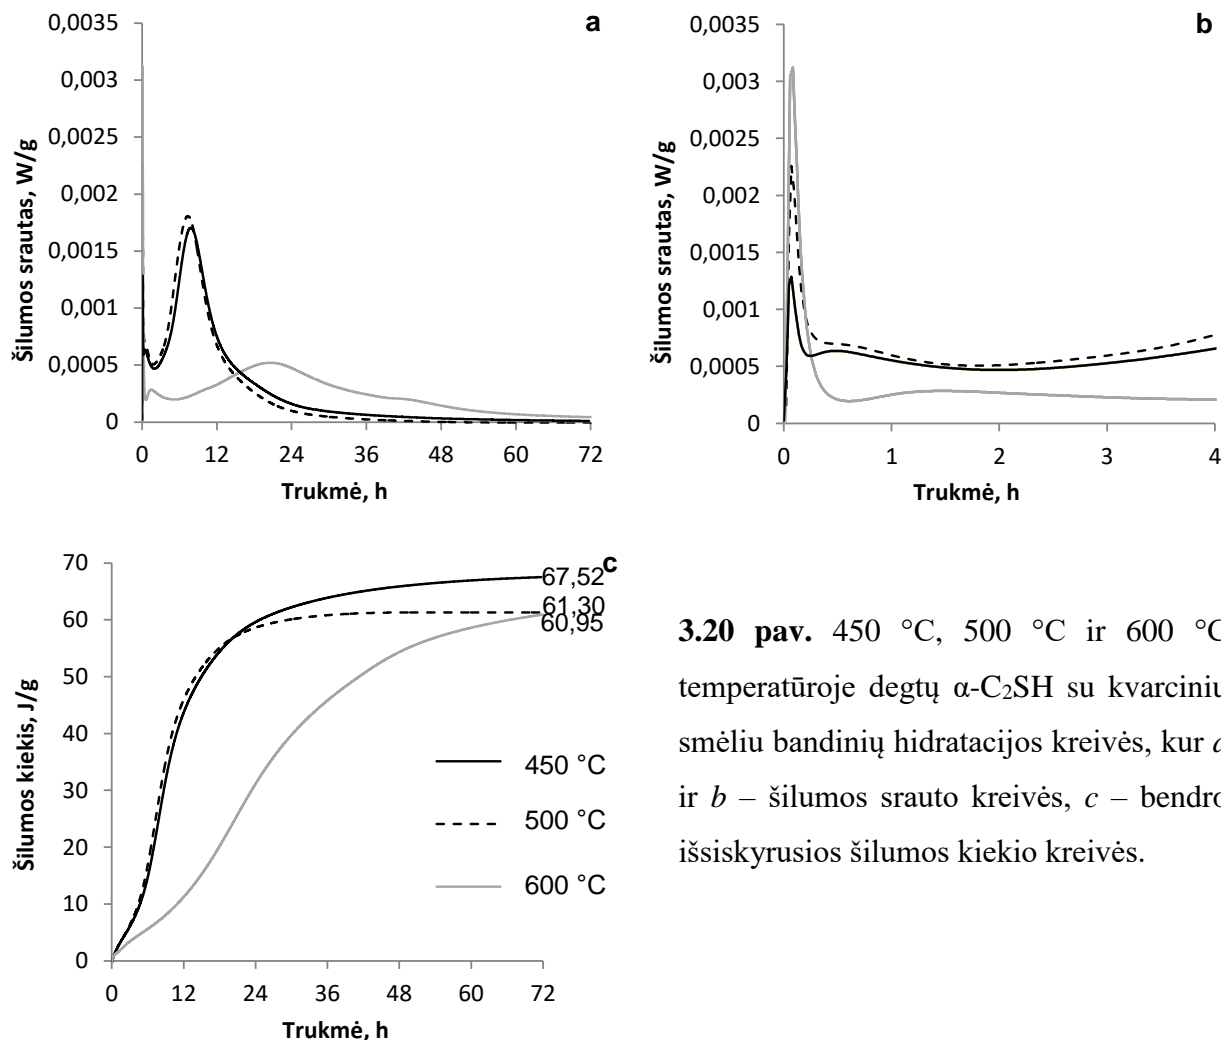 a
Šilumos srautas, W/g
0,0035
0,003
0,0025
0,002
0,0015
0,001
0,0005
0
0 12 24 36 48 60 72
Trukmė, h
b
Šilumos srautas, W/g
0,0035
0,003
0,0025
0,002
0,0015
0,001
0,0005
0
0 1 2 3 4
Trukmė, h
c
Šilumos kiekis, J/g
70
60
50
40
30
20
10
0
67,52
61,30
60,95
450 °C
500 °C
600 °C
0 12 24 36 48 60 72
Trukmė, h
3.20 pav. 450 °C, 500 °C ir 600 °C
temperatūroje degtų α-C₂SH su kvarciniu
smėliu bandinių hidratacijos kreivės, kur a
ir b – šilumos srauto kreivės, c – bendro
išsiskyrusios šilumos kiekio kreivės.